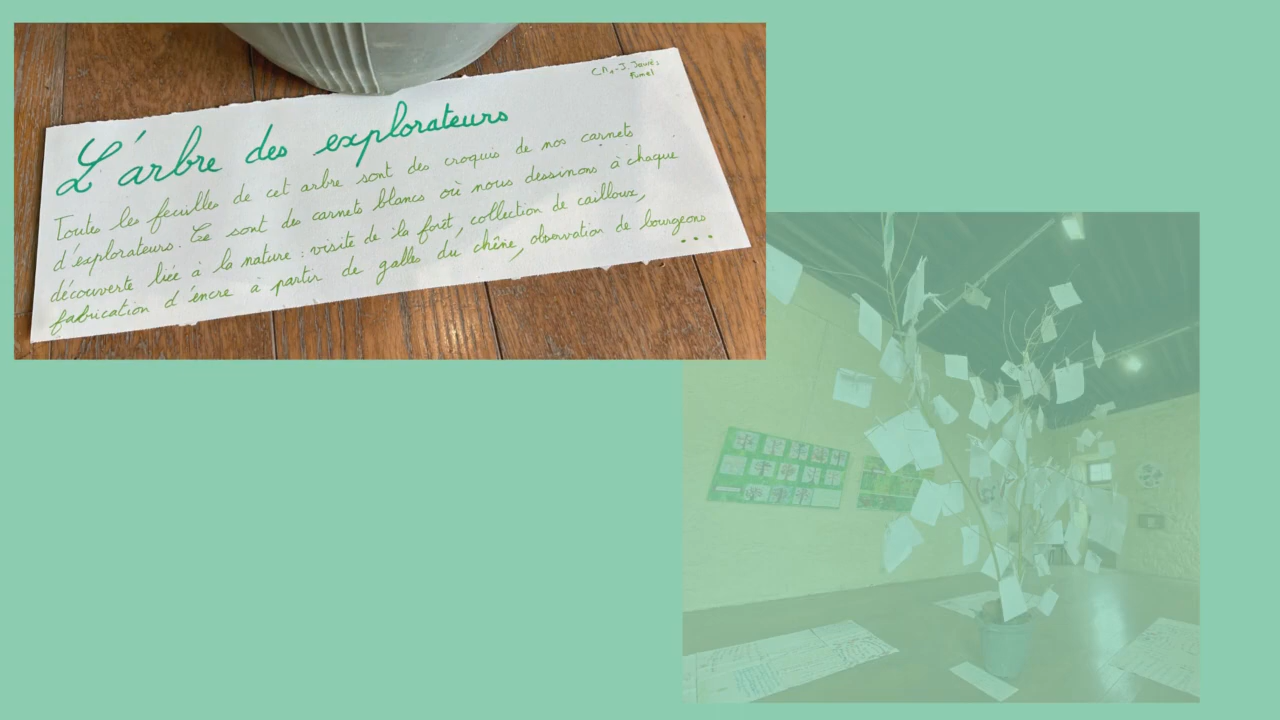 CM1-J. Jaurès
Fumel
L'arbre des explorateurs
Toutes les feuilles de cet arbre sont des croquis de nos carnets
d'explorateurs. Ce sont des carnets blancs où nous dessinons à chaque
découverte liée à la nature : visite de la forêt, collection de cailloux,
fabrication d'encre à partir de galles du chêne, observation de bourgeons
...